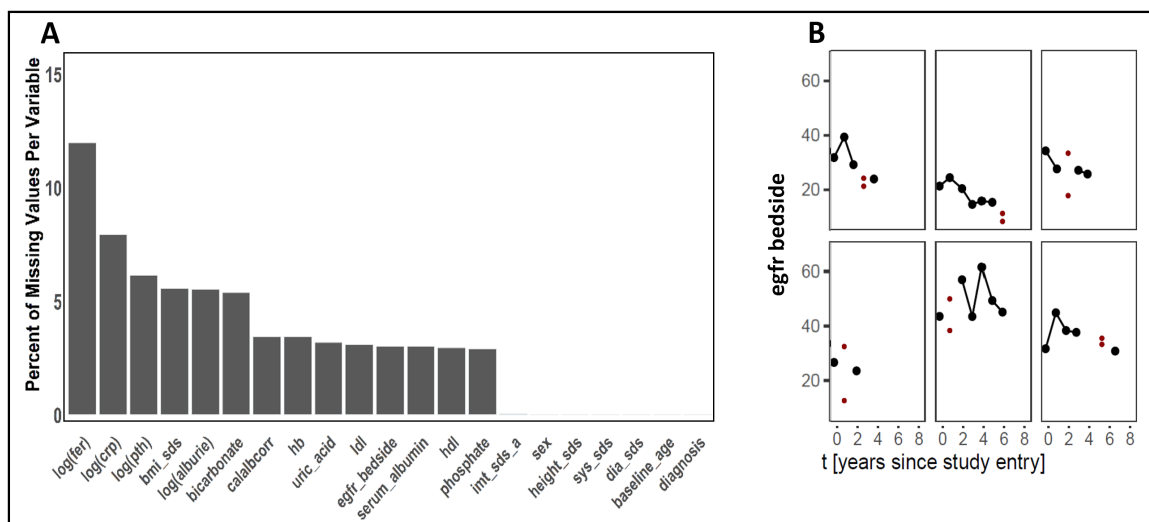 A
B
Percent of Missing Values Per Variable
15
10
5
0
log(fer)
log(crp)
log(pth)
bmi_sds
log(alburie)
bicarbonate
calalbcorr
hb
uric_acid
ldl
egfr_bedside
serum_albumin
hdl
phosphate
imt_sds_a
sex
height_sds
sys_sds
dia_sds
baseline_age
diagnosis
egfr bedside
60
40
20
60
40
20
0 2 4 6 8
0 2 4 6 8
0 2 4 6 8
t [years since study entry]